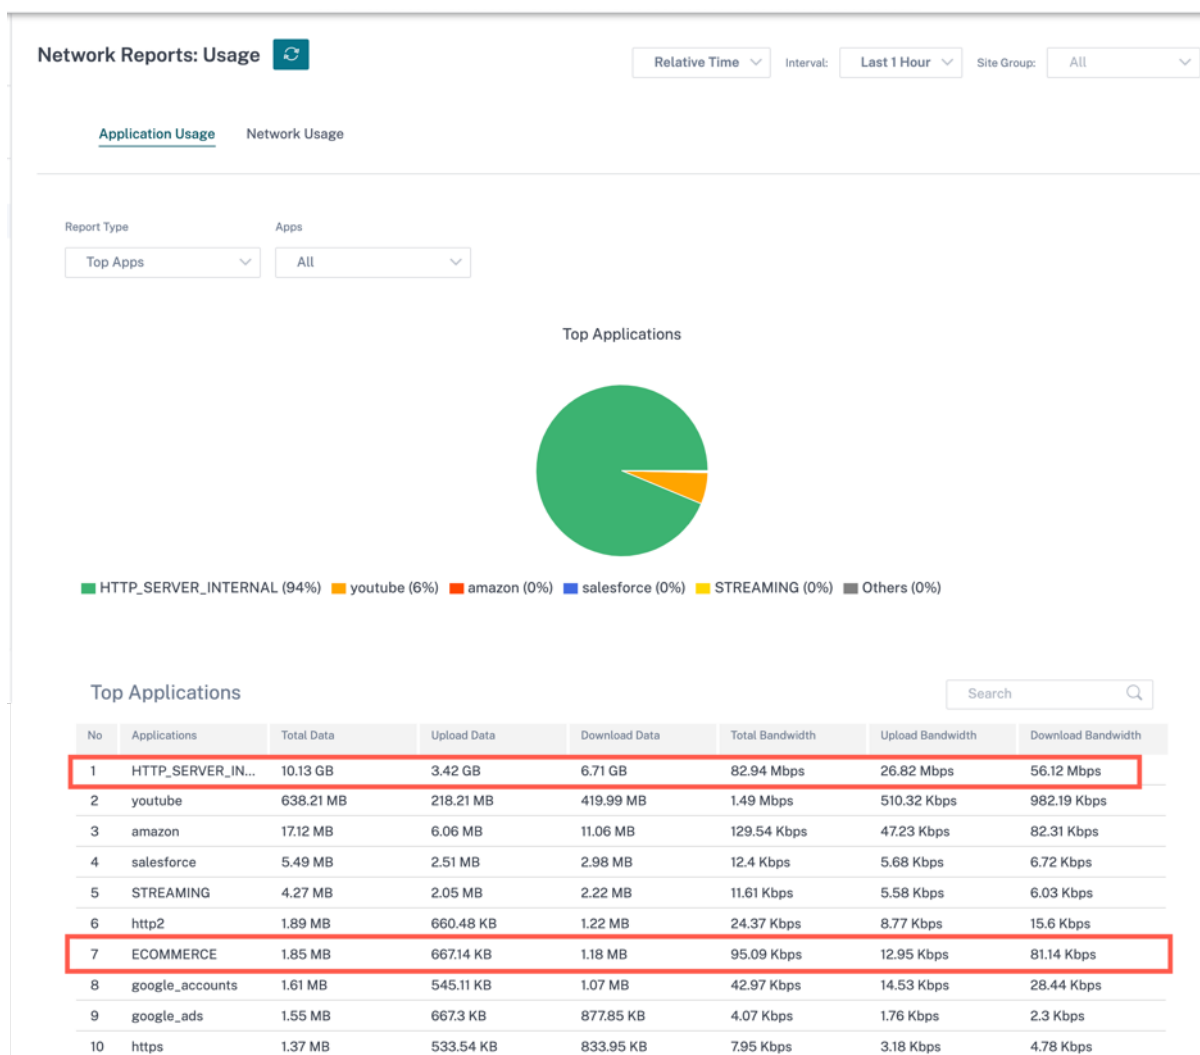 Network Reports: Usage
Relative Time Interval: Last 1 Hour Site Group: All
Application Usage Network Usage
Report Type Apps
Top Apps All
Top Applications
HTTP_SERVER_INTERNAL (94%) youtube (6%) amazon (0%) salesforce (0%) STREAMING (0%) Others (0%)
Top Applications Search
No Applications Total Data Upload Data Download Data Total Bandwidth Upload Bandwidth Download Bandwidth
1 HTTP_SERVER_IN... 10.13 GB 3.42 GB 6.71 GB 82.94 Mbps 26.82 Mbps 56.12 Mbps
2 youtube 638.21 MB 218.21 MB 419.99 MB 1.49 Mbps 510.32 Kbps 982.19 Kbps
3 amazon 17.12 MB 6.06 MB 11.06 MB 129.54 Kbps 47.23 Kbps 82.31 Kbps
4 salesforce 5.49 MB 2.51 MB 2.98 MB 12.4 Kbps 5.68 Kbps 6.72 Kbps
5 STREAMING 4.27 MB 2.05 MB 2.22 MB 11.61 Kbps 5.58 Kbps 6.03 Kbps
6 http2 1.89 MB 660.48 KB 1.22 MB 24.37 Kbps 8.77 Kbps 15.6 Kbps
7 ECOMMERCE 1.85 MB 667.14 KB 1.18 MB 95.09 Kbps 12.95 Kbps 81.14 Kbps
8 google_accounts 1.61 MB 545.11 KB 1.07 MB 42.97 Kbps 14.53 Kbps 28.44 Kbps
9 google_ads 1.55 MB 667.3 KB 877.85 KB 4.07 Kbps 1.76 Kbps 2.3 Kbps
10 https 1.37 MB 533.54 KB 833.95 KB 7.95 Kbps 3.18 Kbps 4.78 Kbps